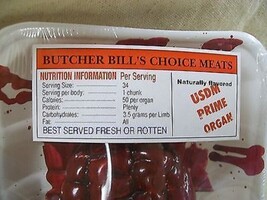 BUTCHER BILL'S CHOICE MEATS
NUTRITION INFORMATION Per Serving
Serving Size: 34
Serving per body: 1 chunk
Calories: 50 per organ
Protein: Plenty
Carbohydrates: 3.5 grams per Limb
Fat: All
BEST SERVED FRESH OR ROTTEN
Naturally flavored
USDM
PRIME
ORGAN